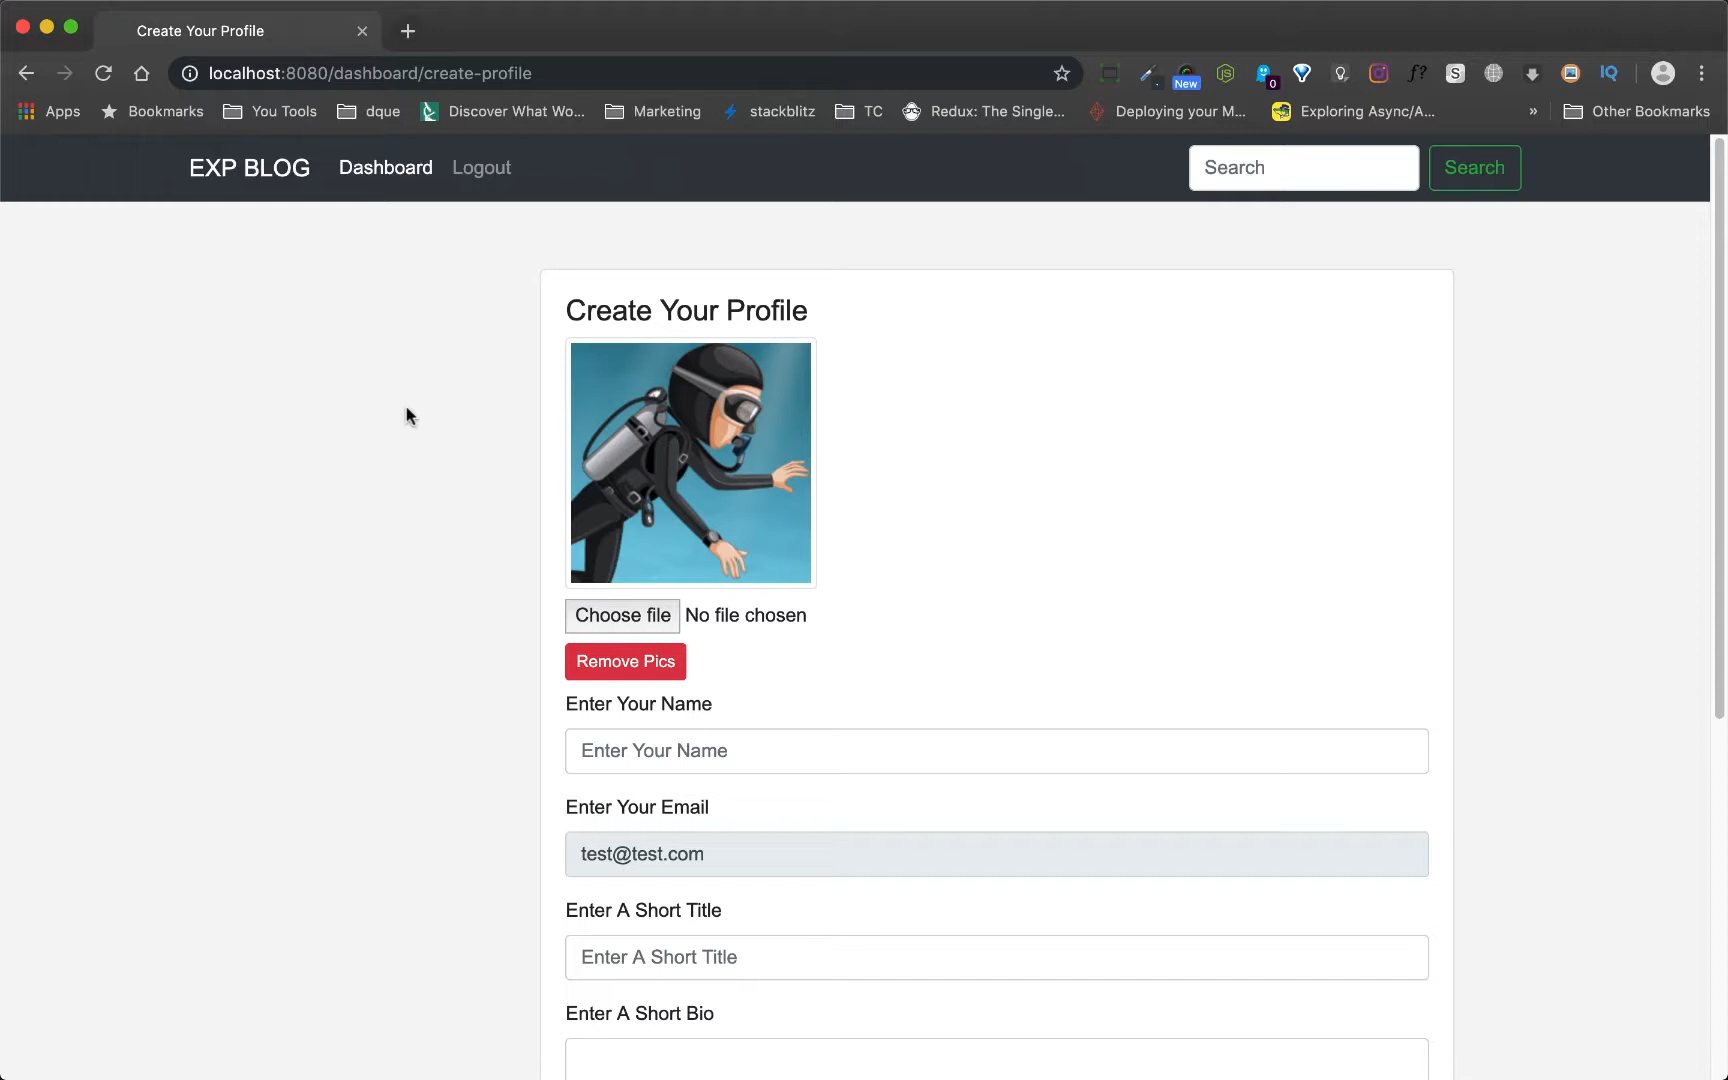 Create Your Profile
localhost:8080/dashboard/create-profile
New
0
f?
S
IQ
Apps
Bookmarks
You Tools
dque
Discover What Wo...
Marketing
stackblitz
TC
Redux: The Single...
Deploying your M...
Exploring Async/A...
»
Other Bookmarks
EXP BLOG
Dashboard
Logout
Search
Search
Create Your Profile
Choose file No file chosen
Remove Pics
Enter Your Name
Enter Your Name
Enter Your Email
test@test.com
Enter A Short Title
Enter A Short Title
Enter A Short Bio